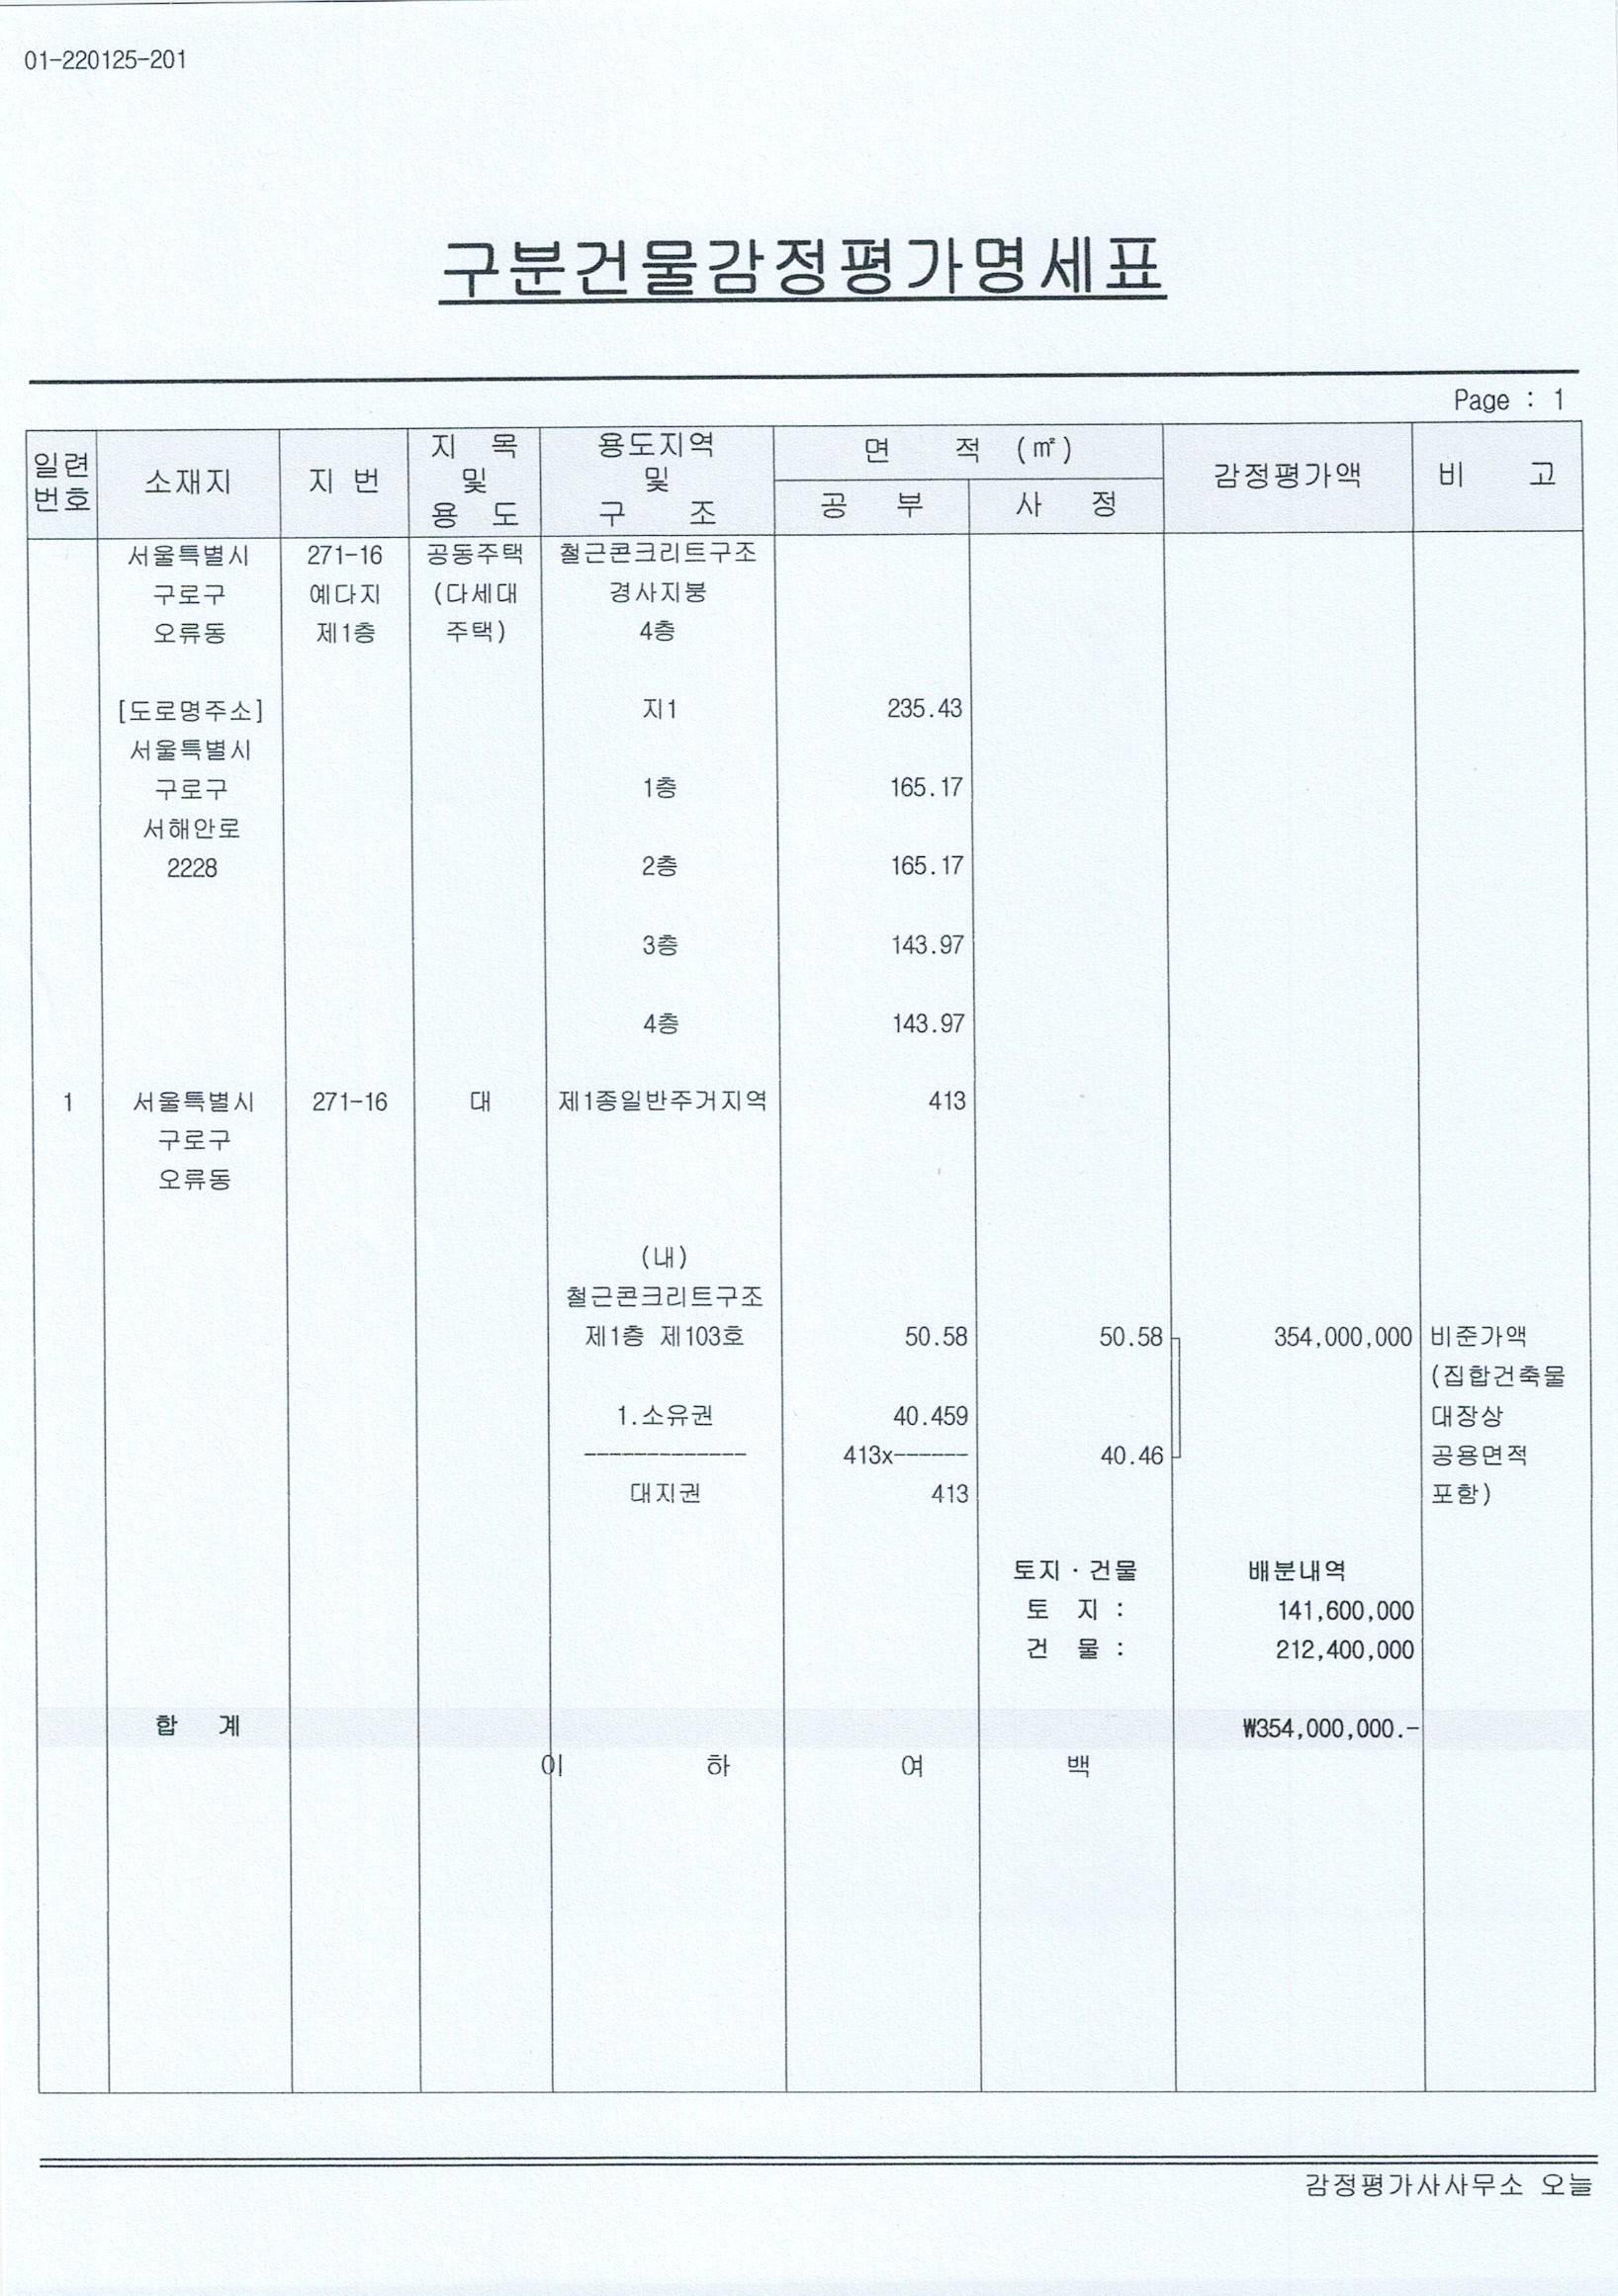 01-220125-201
구분건물감정평가명세표
Page : 1
일련번호 소재지 지 번 지 목 및 용 도 용도지역 및 구 조 면 적 (㎡) 공 부 사 정 감정평가액 비 고
서울특별시 271-16 공동주택 철근콘크리트구조
구로구 예다지 (다세대 경사지붕
오류동 제1층 주택) 4층
[도로명주소] 지1 235.43
서울특별시
구로구 1층 165.17
서해안로
2228 2층 165.17
3층 143.97
4층 143.97
1 서울특별시 271-16 대 제1종일반주거지역 413
구로구
오류동
(내)
철근콘크리트구조
제1층 제103호 50.58 50.58 354,000,000 비준가액
(집합건축물
1.소유권 40.459 대장상
------------- 413x------ 40.46 공용면적
대지권 413 포함)
토지·건물 배분내역
토 지 : 141,600,000
건 물 : 212,400,000
합 계 ₩354,000,000.-
이 하 여 백
감정평가사사무소 오늘